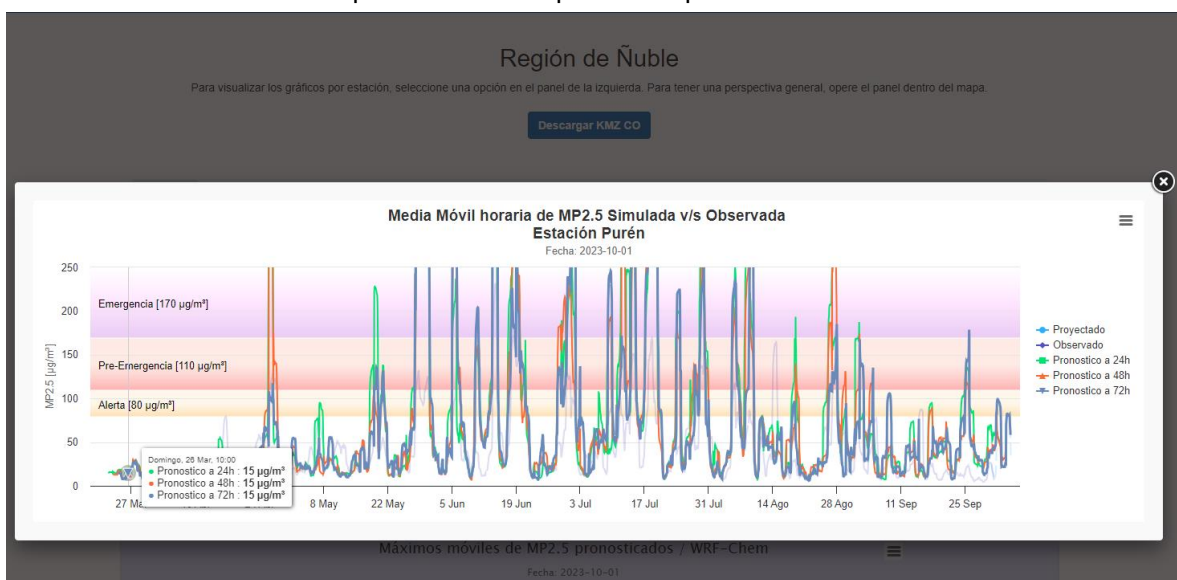 Región de Ñuble
Para visualizar los gráficos por estación, seleccione una opción en el panel de la izquierda. Para tener una perspectiva general, opere el panel dentro del mapa.
Descargar KMZ CO
Media Móvil horaria de MP2.5 Simulada v/s Observada
Estación Purén
Fecha: 2023-10-01
MP2.5 [µg/m³]
250
200
150
100
50
0
Emergencia [170 µg/m³]
Pre-Emergencia [110 µg/m³]
Alerta [80 µg/m³]
Domingo, 26 Mar, 10:00
Pronostico a 24h : 15 µg/m³
Pronostico a 48h : 15 µg/m³
Pronostico a 72h : 15 µg/m³
27 8 May 22 May 5 Jun 19 Jun 3 Jul 17 Jul 31 Jul 14 Ago 28 Ago 11 Sep 25 Sep
Proyectado
Observado
Pronostico a 24h
Pronostico a 48h
Pronostico a 72h
Máximos móviles de MP2.5 pronosticados / WRF-Chem
Fecha: 2023-10-01